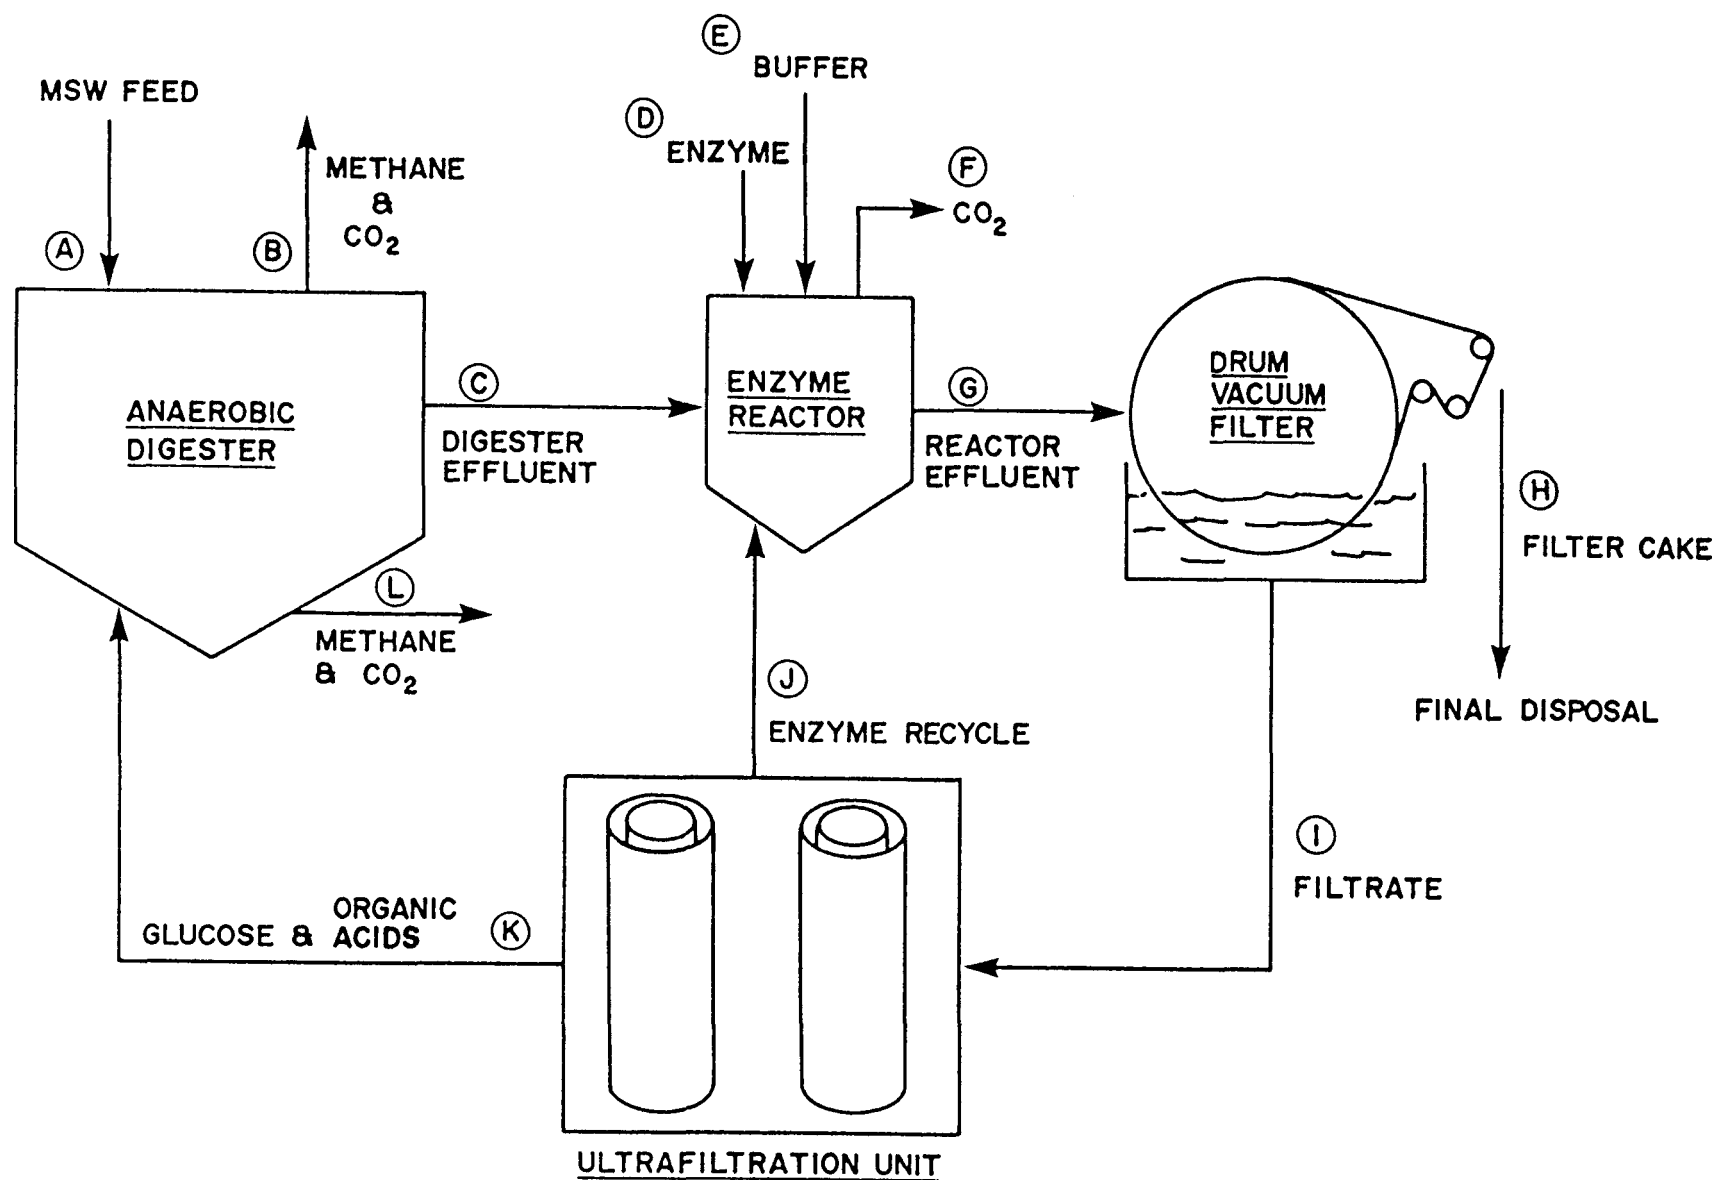 E
BUFFER
MSW FEED
D
ENZYME
METHANE
&
CO2
F
CO2
A
B
ANAEROBIC
DIGESTER
C
DIGESTER
EFFLUENT
ENZYME
REACTOR
G
REACTOR
EFFLUENT
DRUM
VACUUM
FILTER
H
FILTER CAKE
FINAL DISPOSAL
L
METHANE
& CO2
J
ENZYME RECYCLE
I
FILTRATE
ORGANIC
GLUCOSE & ACIDS
K
ULTRAFILTRATION UNIT